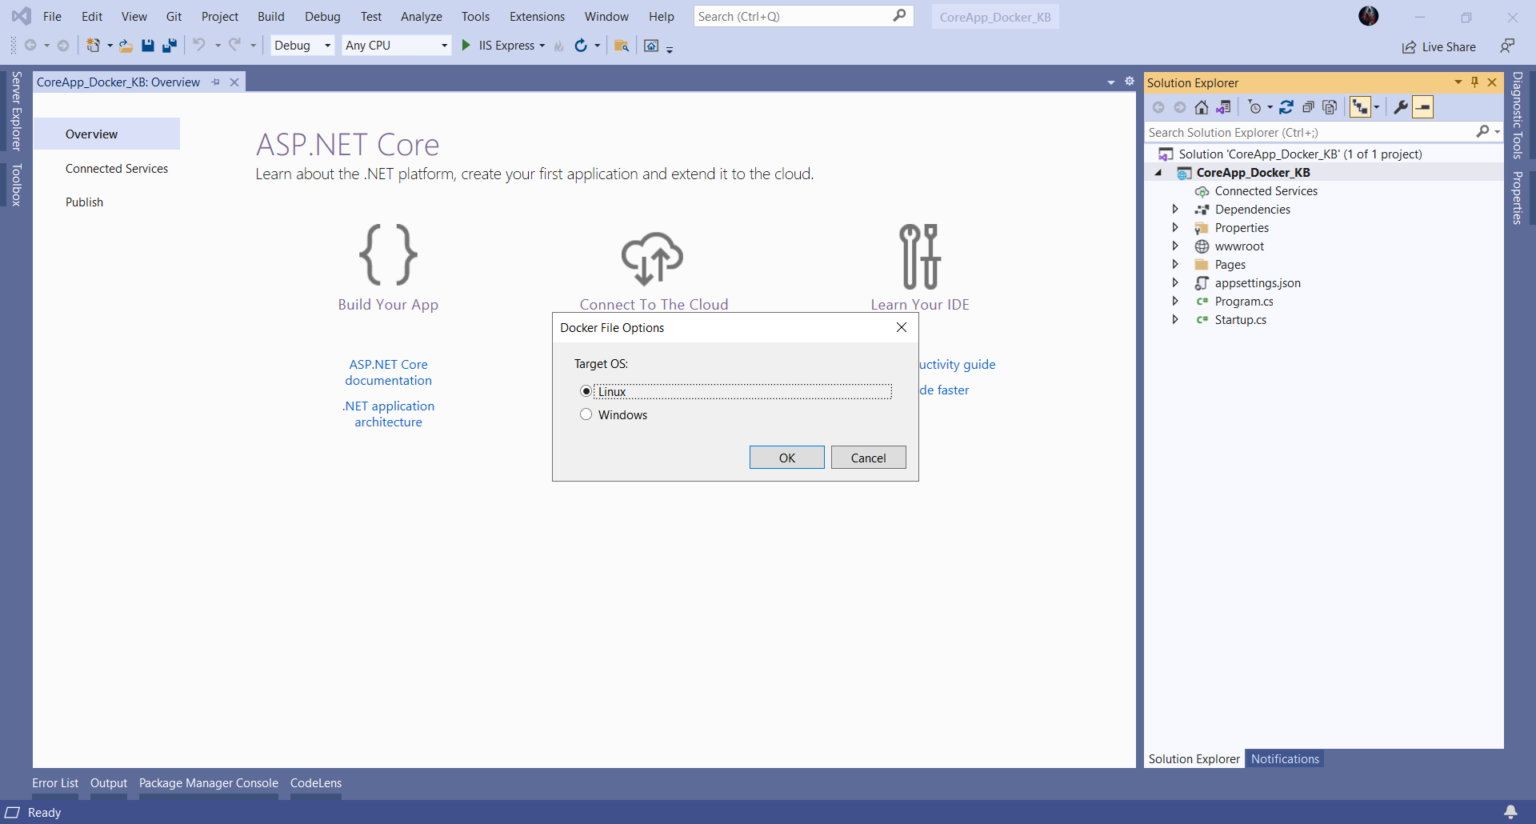 File Edit View Git Project Build Debug Test Analyze Tools Extensions Window Help Search (Ctrl+Q) CoreApp_Docker_KB
Debug Any CPU IIS Express Live Share
Server Explorer
Toolbox
CoreApp_Docker_KB: Overview
Overview
Connected Services
Publish
ASP.NET Core
Learn about the .NET platform, create your first application and extend it to the cloud.
Build Your App
Connect To The Cloud
Learn Your IDE
ASP.NET Core
documentation
.NET application
architecture
uctivity guide
de faster
Docker File Options
Target OS:
Linux
Windows
OK Cancel
Solution Explorer
Search Solution Explorer (Ctrl+;)
Solution 'CoreApp_Docker_KB' (1 of 1 project)
CoreApp_Docker_KB
Connected Services
Dependencies
Properties
wwwroot
Pages
appsettings.json
C# Program.cs
C# Startup.cs
Solution Explorer Notifications
Diagnostic Tools
Properties
Error List Output Package Manager Console CodeLens
Ready